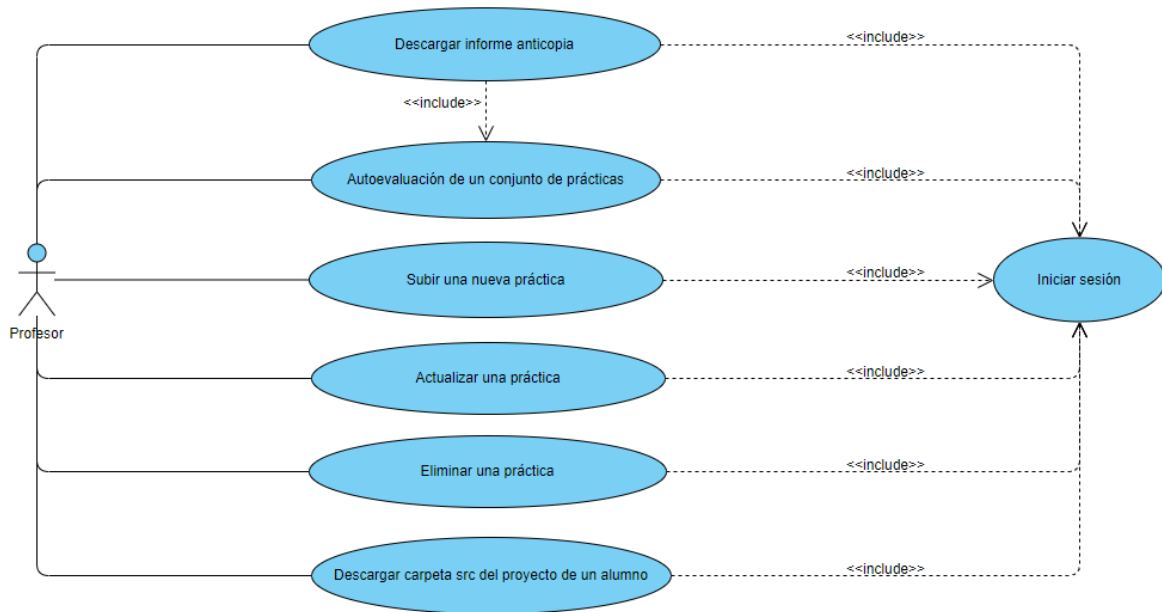 Descargar informe anticopia
<<include>>
<<include>>
Autoevaluación de un conjunto de prácticas
<<include>>
Subir una nueva práctica
<<include>>
Iniciar sesión
Profesor
Actualizar una práctica
<<include>>
Eliminar una práctica
<<include>>
Descargar carpeta src del proyecto de un alumno
<<include>>